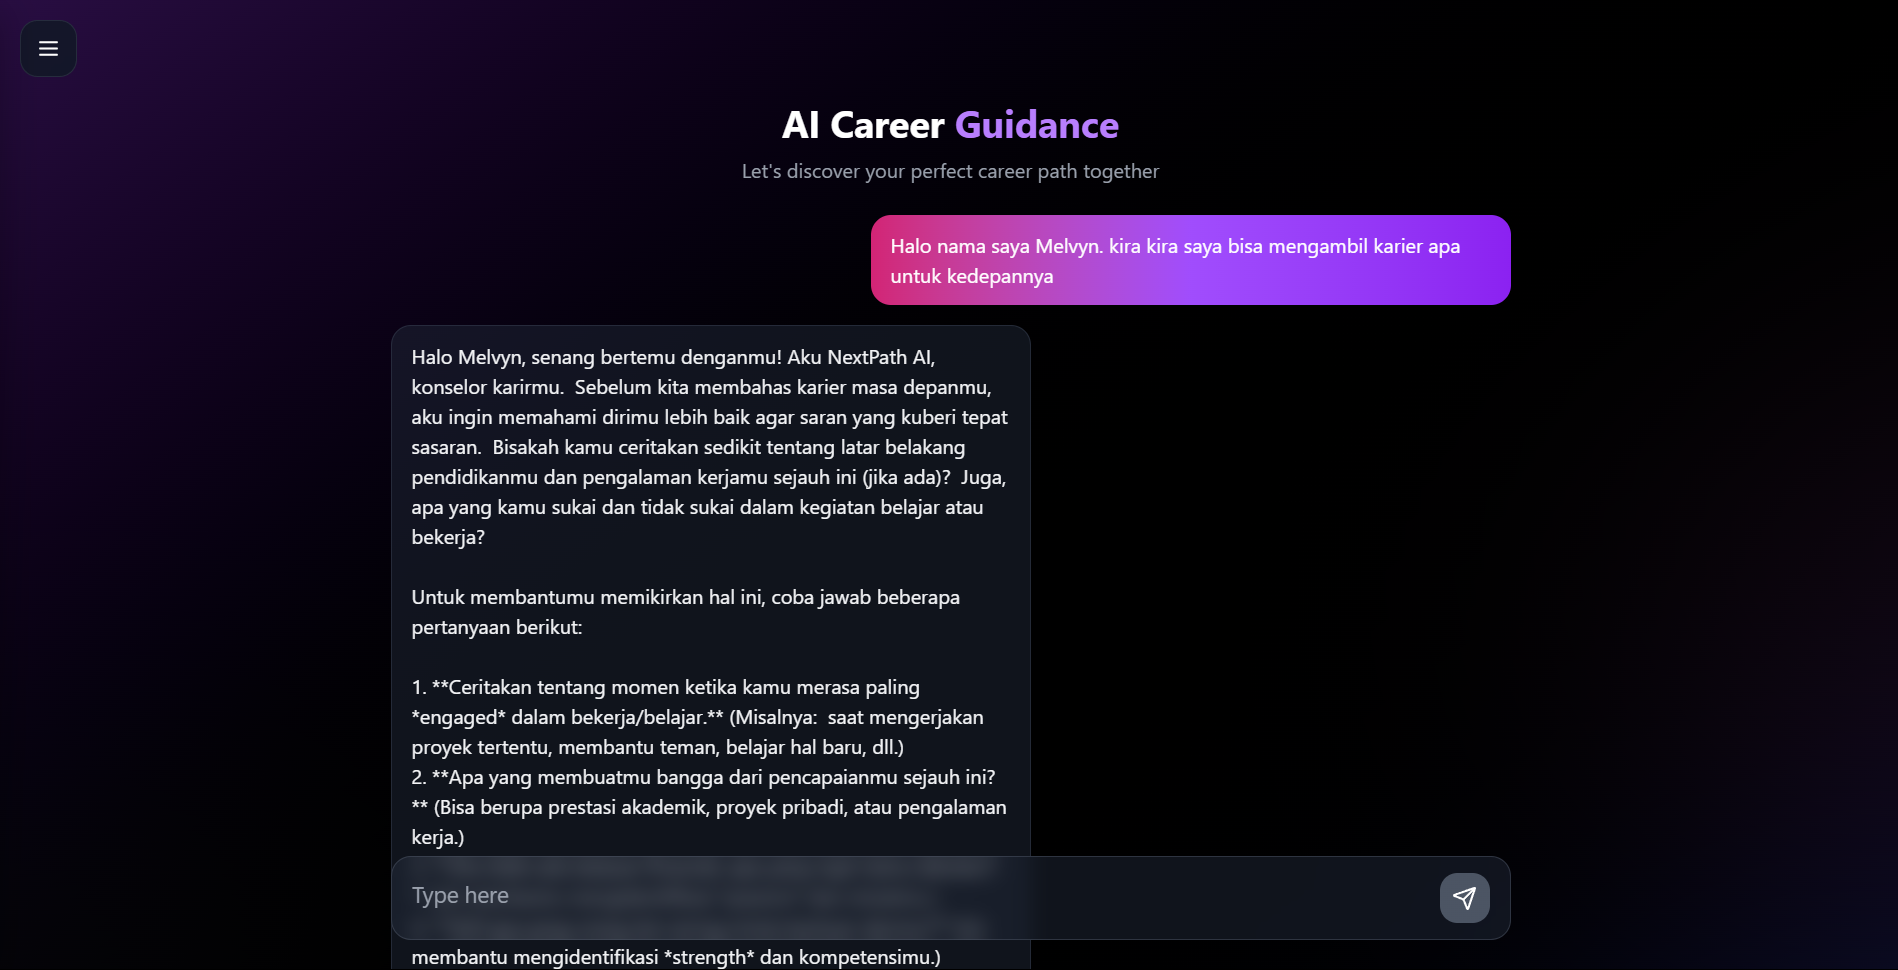 AI Career Guidance
Let's discover your perfect career path together
Halo nama saya Melvyn. kira kira saya bisa mengambil karier apa
untuk kedepannya
Halo Melvyn, senang bertemu denganmu! Aku NextPath AI,
konselor karirmu.  Sebelum kita membahas karier masa depanmu,
aku ingin memahami dirimu lebih baik agar saran yang kuberi tepat
sasaran.  Bisakah kamu ceritakan sedikit tentang latar belakang
pendidikanmu dan pengalaman kerjamu sejauh ini (jika ada)?  Juga,
apa yang kamu sukai dan tidak sukai dalam kegiatan belajar atau
bekerja?
Untuk membantumu memikirkan hal ini, coba jawab beberapa
pertanyaan berikut:
1. **Ceritakan tentang momen ketika kamu merasa paling
*engaged* dalam bekerja/belajar.** (Misalnya:  saat mengerjakan
proyek tertentu, membantu teman, belajar hal baru, dll.)
2. **Apa yang membuatmu bangga dari pencapaianmu sejauh ini?
** (Bisa berupa prestasi akademik, proyek pribadi, atau pengalaman
kerja.)
Type here
membantu mengidentifikasi *strength* dan kompetensimu.)